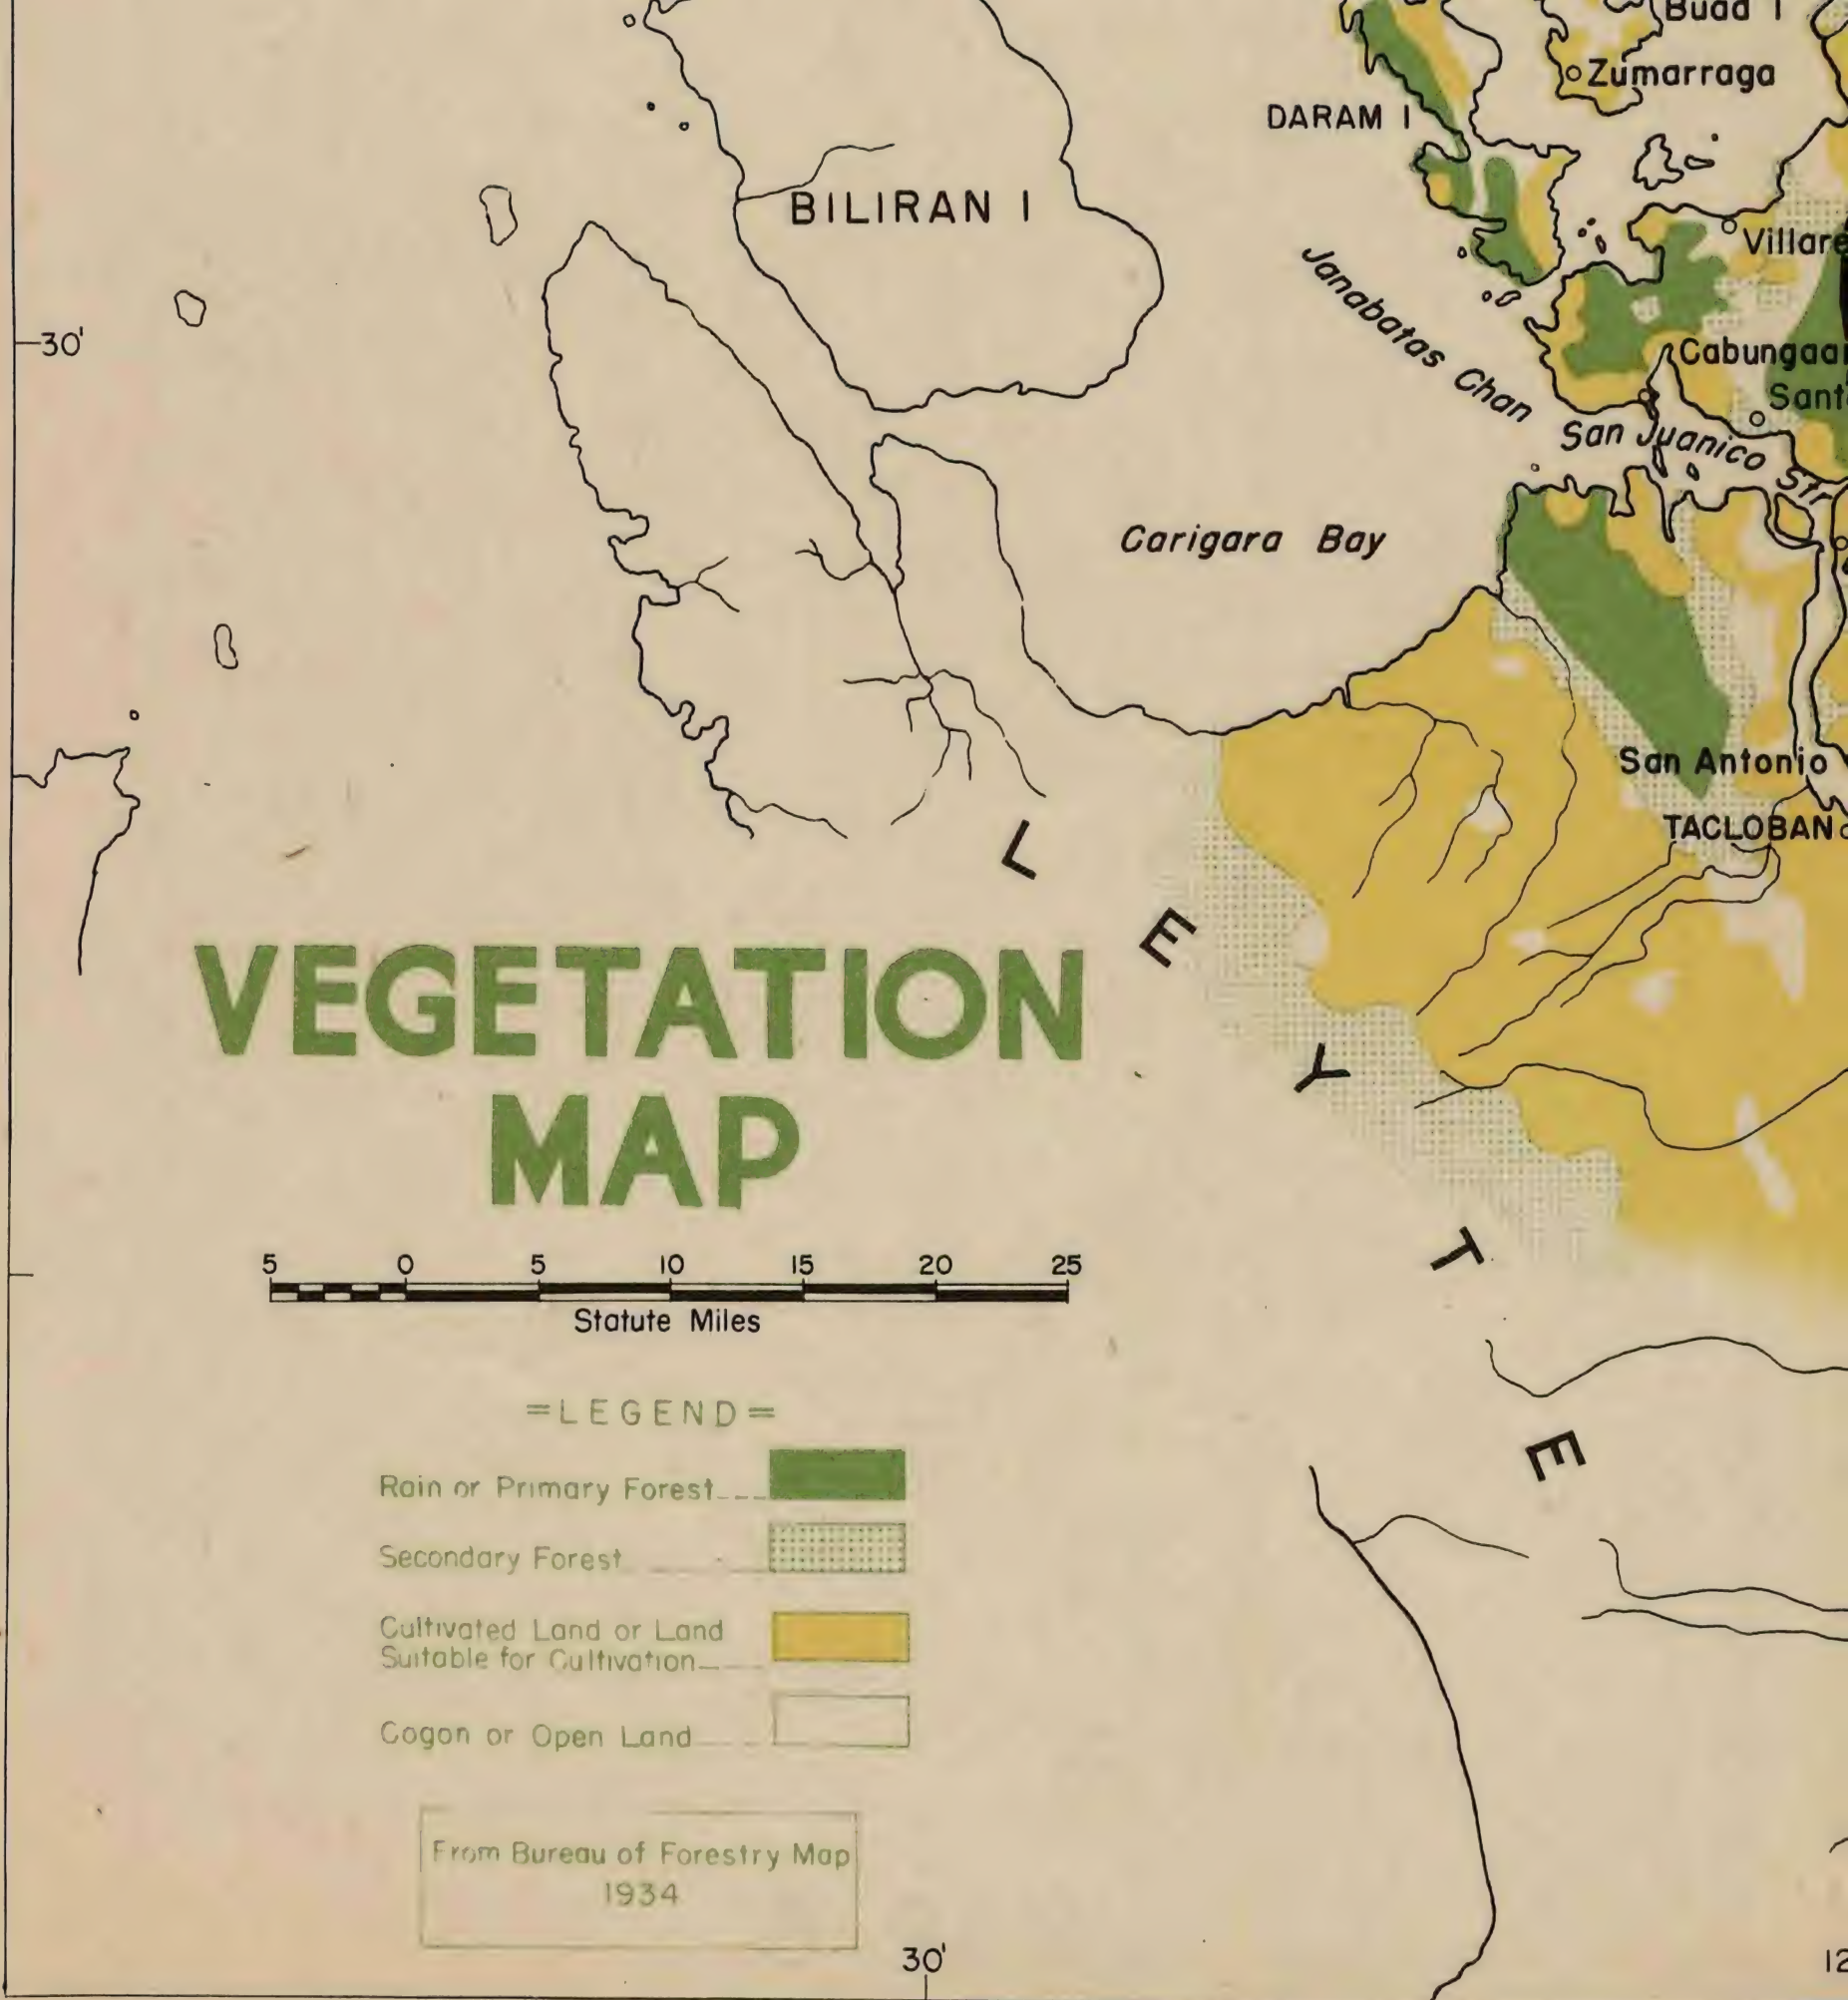 Buad I
Zumarraga
DARAM I
BILIRAN I
Villare
Janabatas Chan
30'
Cabungaa
Sant
San Juanico Str
Carigara Bay
San Antonio
TACLOBAN
LEYTE
VEGETATION
MAP
5 0 5 10 15 20 25
Statute Miles
=LEGEND=
Rain or Primary Forest
Secondary Forest
Cultivated Land or Land
Suitable for Cultivation
Cogon or Open Land
From Bureau of Forestry Map
1934
30'
12